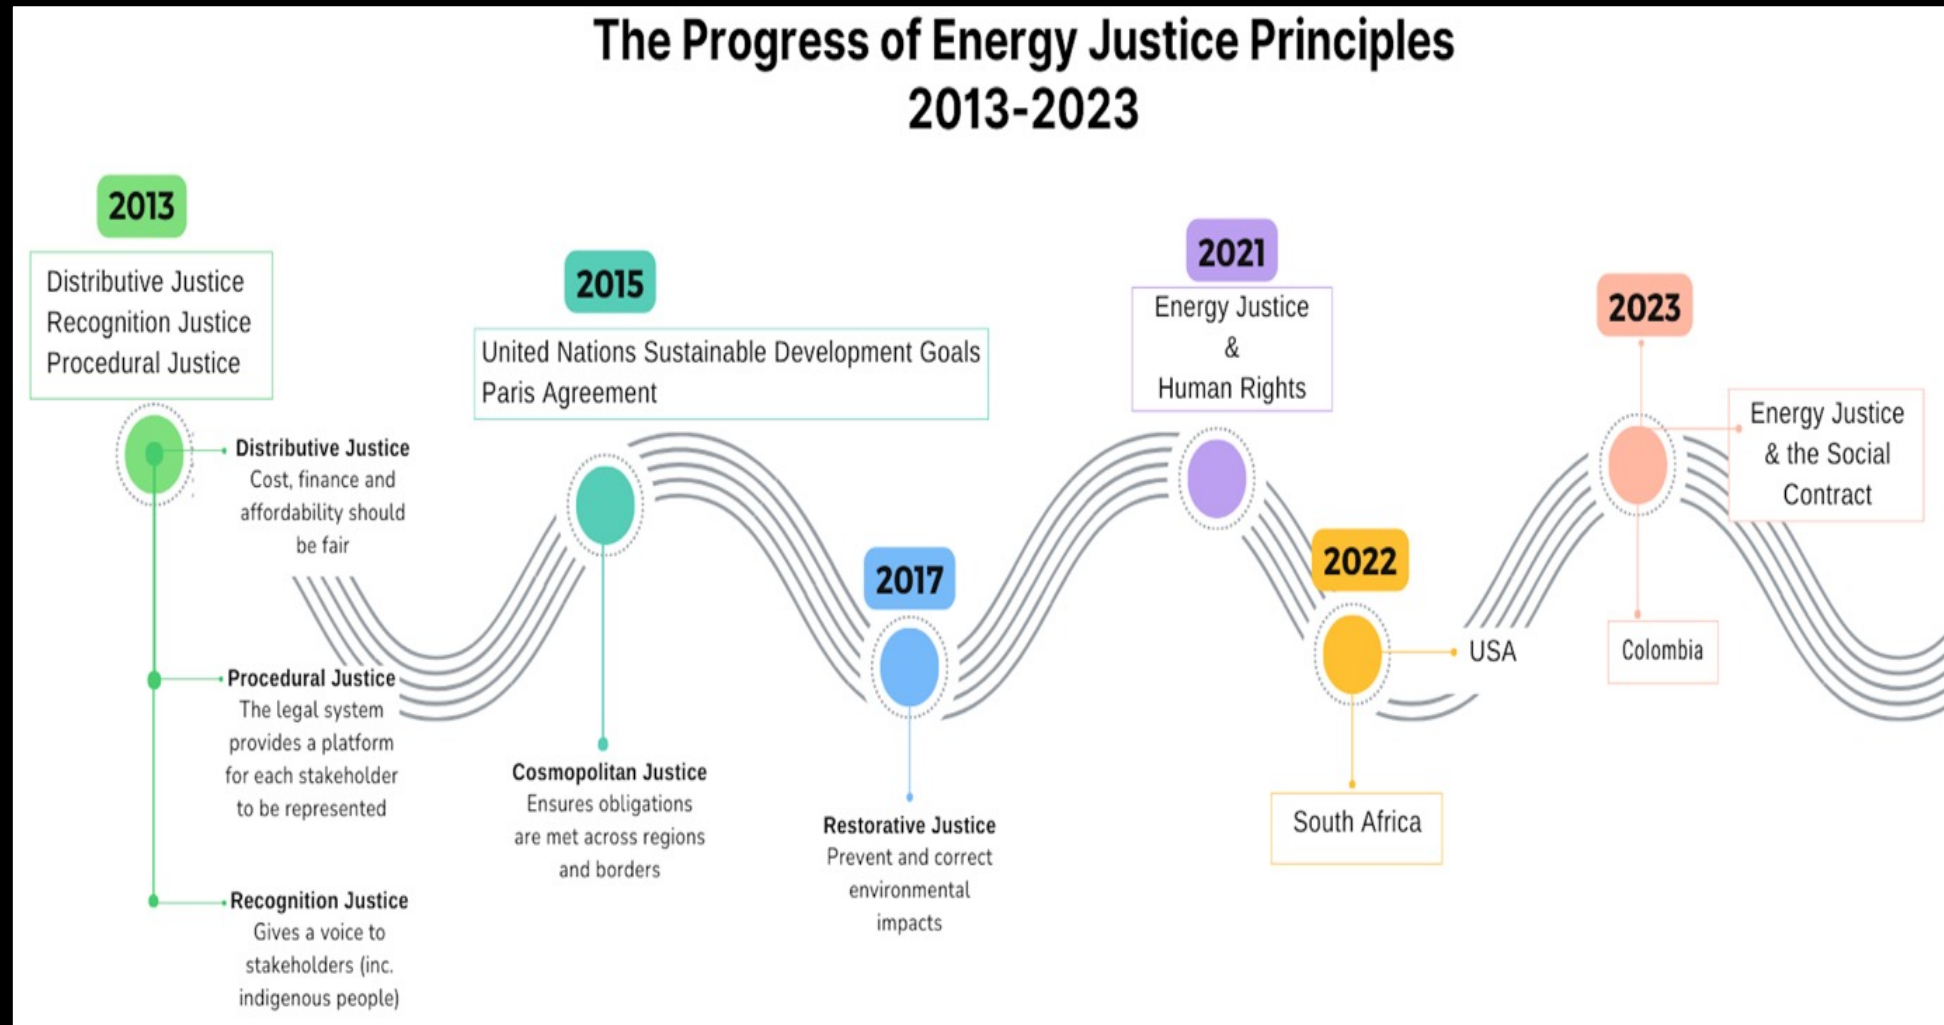 The Progress of Energy Justice Principles
2013-2023
2013
Distributive Justice
Recognition Justice
Procedural Justice
Distributive Justice
Cost, finance and
affordability should
be fair
Procedural Justice
The legal system
provides a platform
for each stakeholder
to be represented
Recognition Justice
Gives a voice to
stakeholders (inc.
indigenous people)
2015
United Nations Sustainable Development Goals
Paris Agreement
Cosmopolitan Justice
Ensures obligations
are met across regions
and borders
2017
Restorative Justice
Prevent and correct
environmental
impacts
2021
Energy Justice
&
Human Rights
2022
USA
South Africa
2023
Energy Justice
& the Social
Contract
Colombia